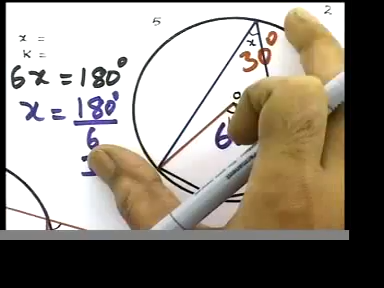 5
2
x =
K =
x
30°
6x = 180°
x = 180°
6
6